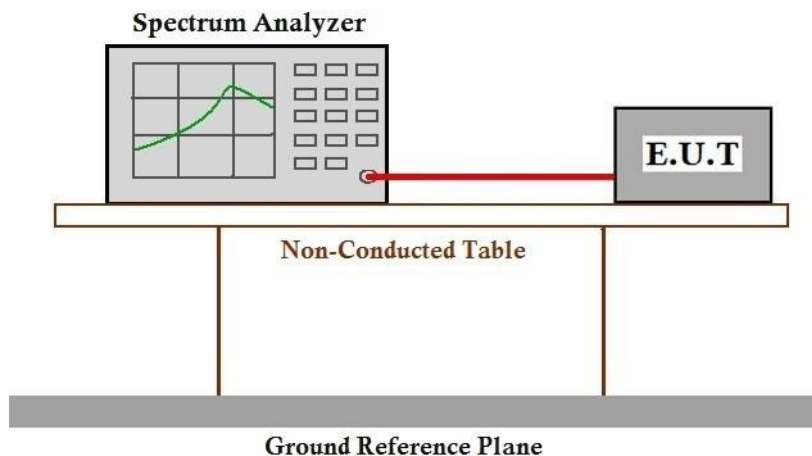 Spectrum Analyzer
E.U.T
Non-Conducted Table
Ground Reference Plane